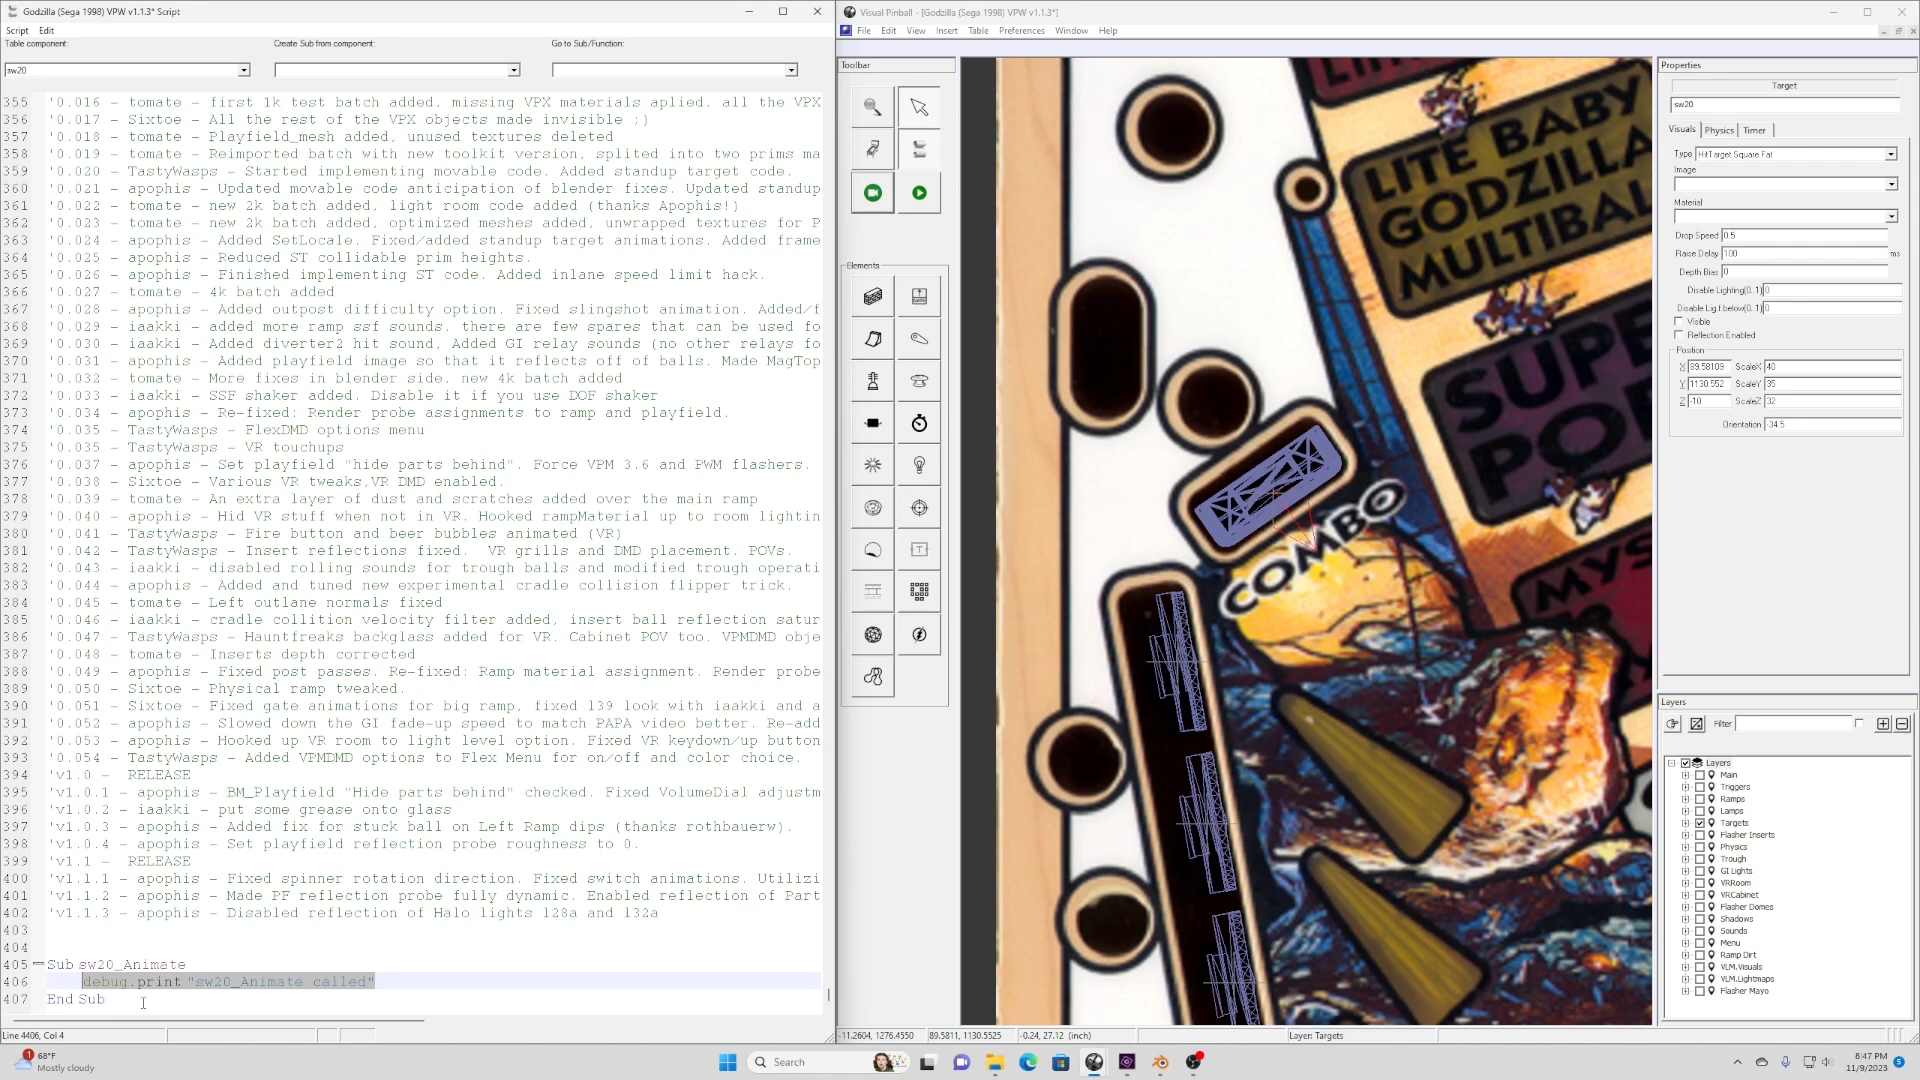 Godzilla (Sega 1998) VPW v1.1.3* Script
Script Edit
Table component:
Create Sub from component:
Go to Sub/Function:
sw20
355 '0.016 - tomate - first 1k test batch added, missing VPX materials aplied, all the VPX
356 '0.017 - Sixtoe - All the rest of the VPX objects made invisible :)
357 '0.018 - tomate - Playfield_mesh added, unused textures deleted
358 '0.019 - tomate - Reimported batch with new toolkit version, splited into two prims ma
359 '0.020 - TastyWasps - Started implementing movable code. Added standup target code.
360 '0.021 - apophis - Updated movable code anticipation of blender fixes. Updated standup
361 '0.022 - tomate - new 2k batch added, light room code added (thanks Apophis!)
362 '0.023 - tomate - new 2k batch added, optimized meshes added, unwrapped textures for P
363 '0.024 - apophis - Added SetLocale. Fixed/added standup target animations. Added frame
364 '0.025 - apophis - Reduced ST collidable prim heights.
365 '0.026 - apophis - Finished implementing ST code. Added inlane speed limit hack.
366 '0.027 - tomate - 4k batch added
367 '0.028 - apophis - Added outpost difficulty option. Fixed slingshot animation. Added/f
368 '0.029 - iaakki - added more ramp ssf sounds, there are few spares that can be used fo
369 '0.030 - iaakki - Added diverter2 hit sound, Added GI relay sounds (no other relays fo
370 '0.031 - apophis - Added playfield image so that it reflects off of balls. Made MagTop
371 '0.032 - tomate - More fixes in blender side, new 4k batch added
372 '0.033 - iaakki - SSF shaker added. Disable it if you use DOF shaker
373 '0.034 - apophis - Re-fixed: Render probe assignments to ramp and playfield.
374 '0.035 - TastyWasps - FlexDMD options menu
375 '0.035 - TastyWasps - VR touchups
376 '0.037 - apophis - Set playfield "hide parts behind". Force VPM 3.6 and PWM flashers.
377 '0.038 - Sixtoe - Various VR tweaks,VR DMD enabled.
378 '0.039 - tomate - An extra layer of dust and scratches added over the main ramp
379 '0.040 - apophis - Hid VR stuff when not in VR. Hooked rampMaterial up to room lightin
380 '0.041 - TastyWasps - Fire button and beer bubbles animated (VR)
381 '0.042 - TastyWasps - Insert reflections fixed.  VR grills and DMD placement. POVs.
382 '0.043 - iaakki - disabled rolling sounds for trough balls and modified trough operati
383 '0.044 - apophis - Added and tuned new experimental cradle collision flipper trick.
384 '0.045 - tomate - Left outlane normals fixed
385 '0.046 - iaakki - cradle collition velocity filter added, insert ball reflection satur
386 '0.047 - TastyWasps - Hauntfreaks backglass added for VR. Cabinet POV too. VPMDMD obje
387 '0.048 - tomate - Inserts depth corrected
388 '0.049 - apophis - Fixed post passes. Re-fixed: Ramp material assignment. Render probe
389 '0.050 - Sixtoe - Physical ramp tweaked.
390 '0.051 - Sixtoe - Fixed gate animations for big ramp, fixed l39 look with iaakki and a
391 '0.052 - apophis - Slowed down the GI fade-up speed to match PAPA video better. Re-add
392 '0.053 - apophis - Hooked up VR room to light level option. Fixed VR keydown/up button
393 '0.054 - TastyWasps - Added VPMDMD options to Flex Menu for on/off and color choice.
394 'v1.0 -  RELEASE
395 'v1.0.1 - apophis - BM_Playfield "Hide parts behind" checked. Fixed VolumeDial adjustm
396 'v1.0.2 - iaakki - put some grease onto glass
397 'v1.0.3 - apophis - Added fix for stuck ball on Left Ramp dips (thanks rothbauerw).
398 'v1.0.4 - apophis - Set playfield reflection probe roughness to 0.
399 'v1.1 -  RELEASE
400 'v1.1.1 - apophis - Fixed spinner rotation direction. Fixed switch animations. Utilizi
401 'v1.1.2 - apophis - Made PF reflection probe fully dynamic. Enabled reflection of Part
402 'v1.1.3 - apophis - Disabled reflection of Halo lights l28a and l32a
403
404
405 Sub sw20_Animate
406 debug.print "sw20_Animate called"
407 End Sub
Line 4406, Col 4
Visual Pinball - [Godzilla (Sega 1998) VPW v1.1.3*]
File Edit View Insert Table Preferences Window Help
Toolbar
Elements
LITE BABY
GODZILLA
MULTIBAL
SUPE
PO
COMBO
MYS
-11.2604, 1276.4550
89.5811, 1130.5525
-0.24, 27.12 (inch)
Layer: Targets
Properties
Target
sw20
Visuals Physics Timer
Type HitTarget Square Fat
Image
Material
Drop Speed 0.5
Raise Delay 100 ms
Depth Bias 0
Disable Lighting(0..1) 0
Disable Lig.f.below(0..1) 0
Visible
Reflection Enabled
Position
X 89.58109 ScaleX 40
Y 1130.552 ScaleY 35
Z -10 ScaleZ 32
Orientation -34.5
Layers
Filter
Layers
Main
Triggers
Ramps
Lamps
Targets
Flasher Inserts
Physics
Trough
GI Lights
VRRoom
VRCabinet
Flasher Domes
Shadows
Sounds
Menu
Ramp Dirt
VLM.Visuals
VLM.Lightmaps
Flasher Mayo
1
68°F
Mostly cloudy
Search
8:47 PM
11/9/2023
5